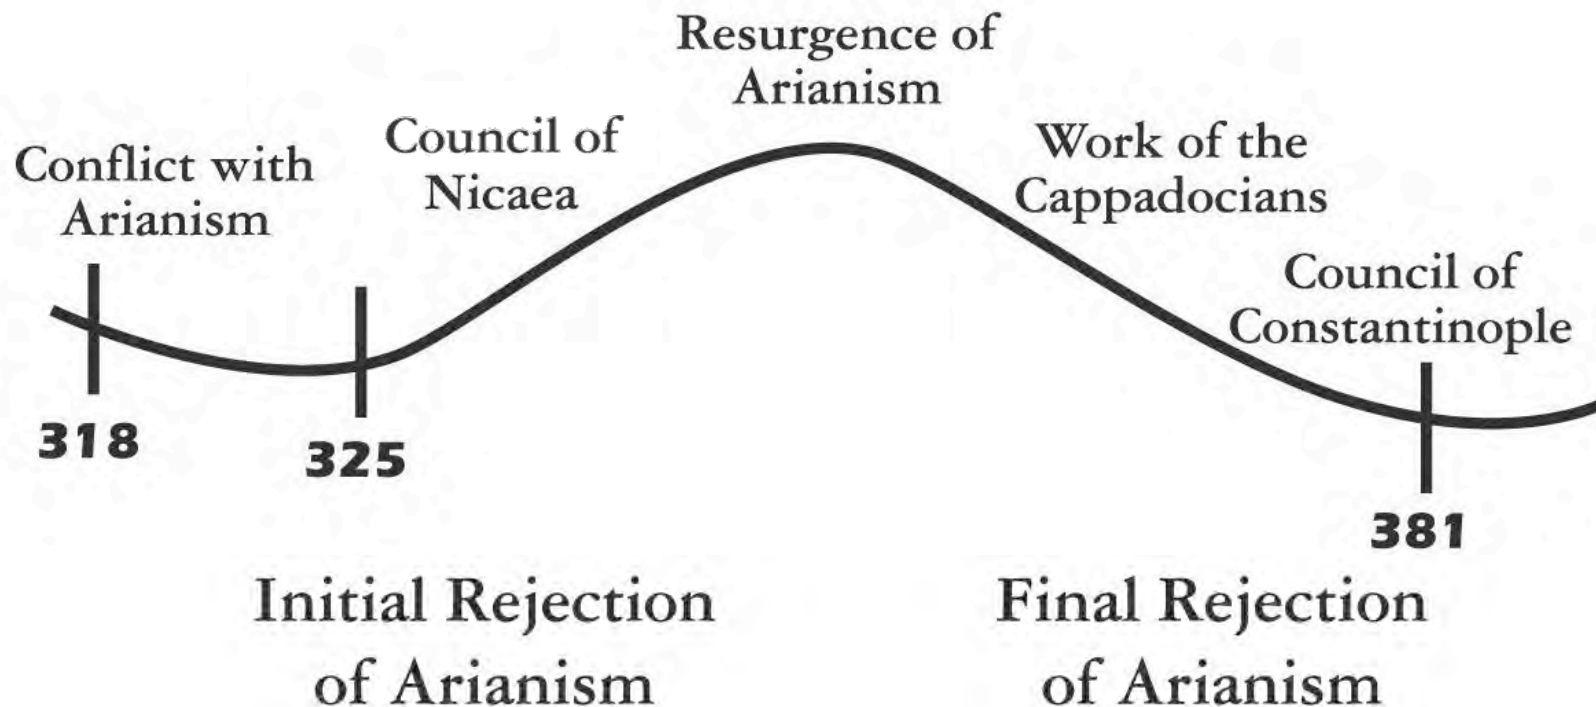 Resurgence of
Arianism
Council of
Nicaea
Work of the
Cappadocians
Conflict with
Arianism
Council of
Constantinople
318
325
381
Initial Rejection
of Arianism
Final Rejection
of Arianism